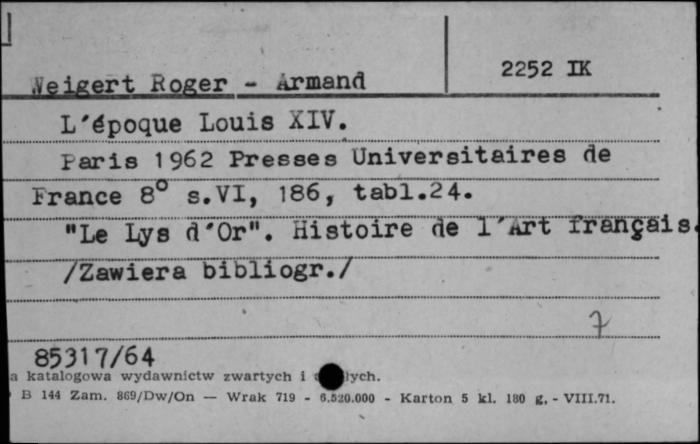 2252 IK
Weigert Roger - Armand
L'époque Louis XIV.
Paris 1962 Presses Universitaires de
France 8° s.VI, 186, tabl.24.
"Le Lys d'Or". Histoire de l'Art français.
/Zawiera bibliogr./
7
85317/64
a katalogowa wydawnictw zwartych i
B 144 Zam. 869/Dw/On — Wrak 719 - 6.520.000 - Karton 5 kl. 180 g. - VIII.71.